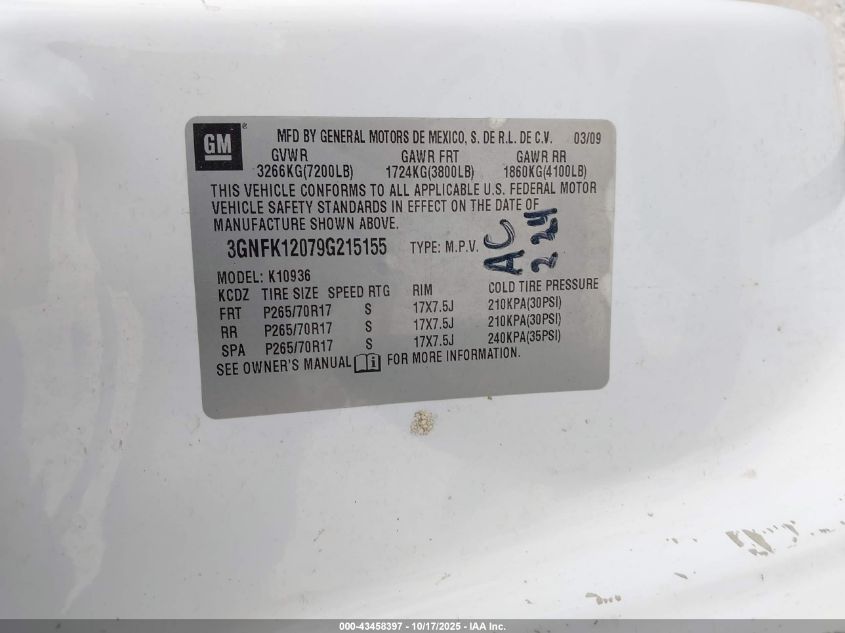 GM ® MFD BY GENERAL MOTORS DE MEXICO, S. DE R.L. DE C.V. 03/09
GVWR GAWR FRT GAWR RR
3266KG(7200LB) 1724KG(3800LB) 1860KG(4100LB)
THIS VEHICLE CONFORMS TO ALL APPLICABLE U.S. FEDERAL MOTOR
VEHICLE SAFETY STANDARDS IN EFFECT ON THE DATE OF
MANUFACTURE SHOWN ABOVE.
3GNFK12079G215155 TYPE: M.P.V.
AC
224
MODEL: K10936
KCDZ TIRE SIZE SPEED RTG RIM COLD TIRE PRESSURE
FRT P265/70R17 S 17X7.5J 210KPA(30PSI)
RR P265/70R17 S 17X7.5J 210KPA(30PSI)
SPA P265/70R17 S 17X7.5J 240KPA(35PSI)
SEE OWNER'S MANUAL FOR MORE INFORMATION.
000-43458397 - 10/17/2025 - IAA Inc.